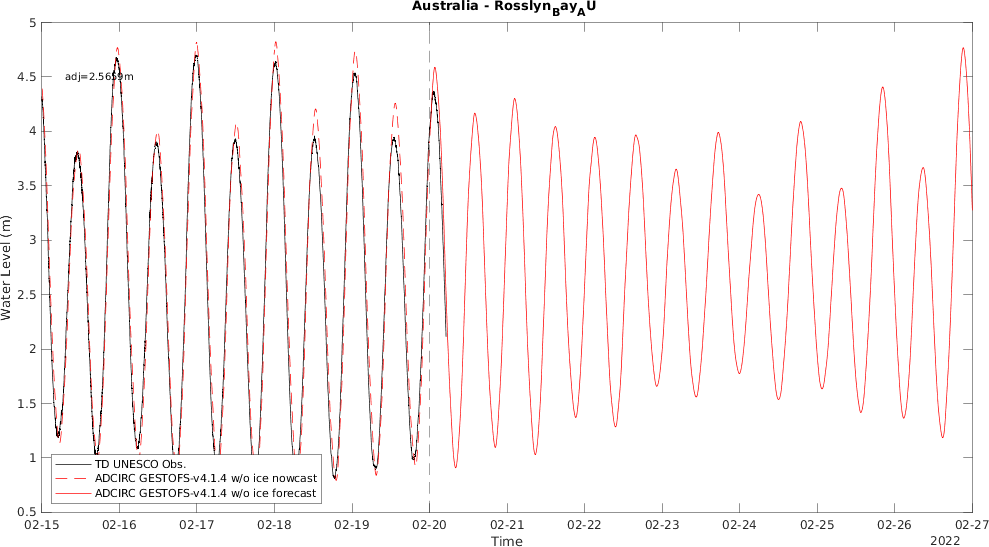 Australia - Rosslyn_Bay_AU
5
4.5
4
3.5
3
2.5
2
1.5
1
0.5
Water Level (m)
adj=2.5659m
TD UNESCO Obs.
ADCIRC GESTOFS-v4.1.4 w/o ice nowcast
ADCIRC GESTOFS-v4.1.4 w/o ice forecast
02-15 02-16 02-17 02-18 02-19 02-20 02-21 02-22 02-23 02-24 02-25 02-26 02-27
Time
2022